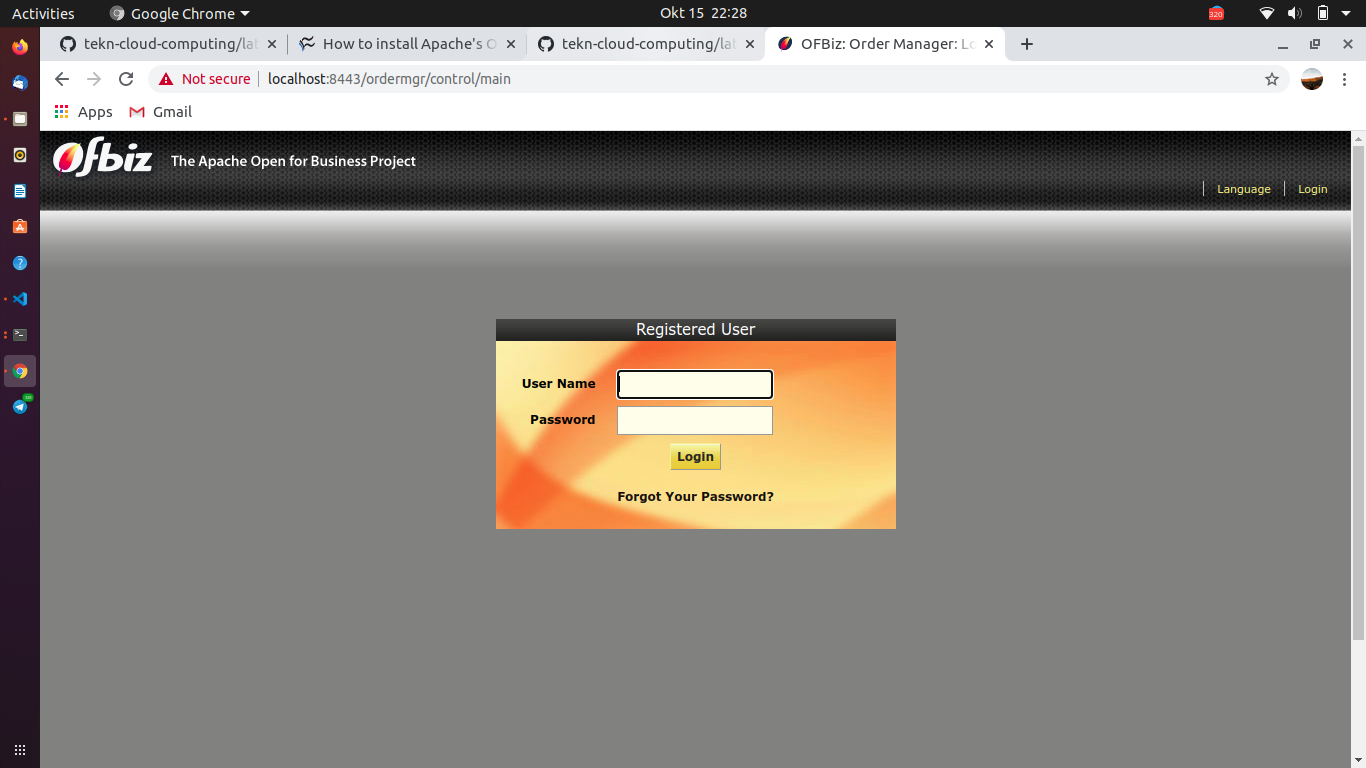 Activities Google Chrome Okt 15 22:28 320
tekn-cloud-computing/lat How to install Apache's O tekn-cloud-computing/lat OFBiz: Order Manager: Lo
Not secure localhost:8443/ordermgr/control/main
Apps Gmail
Ofbiz The Apache Open for Business Project
Language Login
Registered User
User Name
Password
Login
Forgot Your Password?